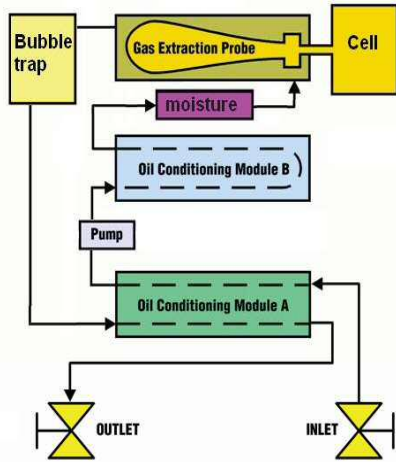 Bubble
trap
Gas Extraction Probe
Cell
moisture
Oil Conditioning Module B
Pump
Oil Conditioning Module A
OUTLET
INLET